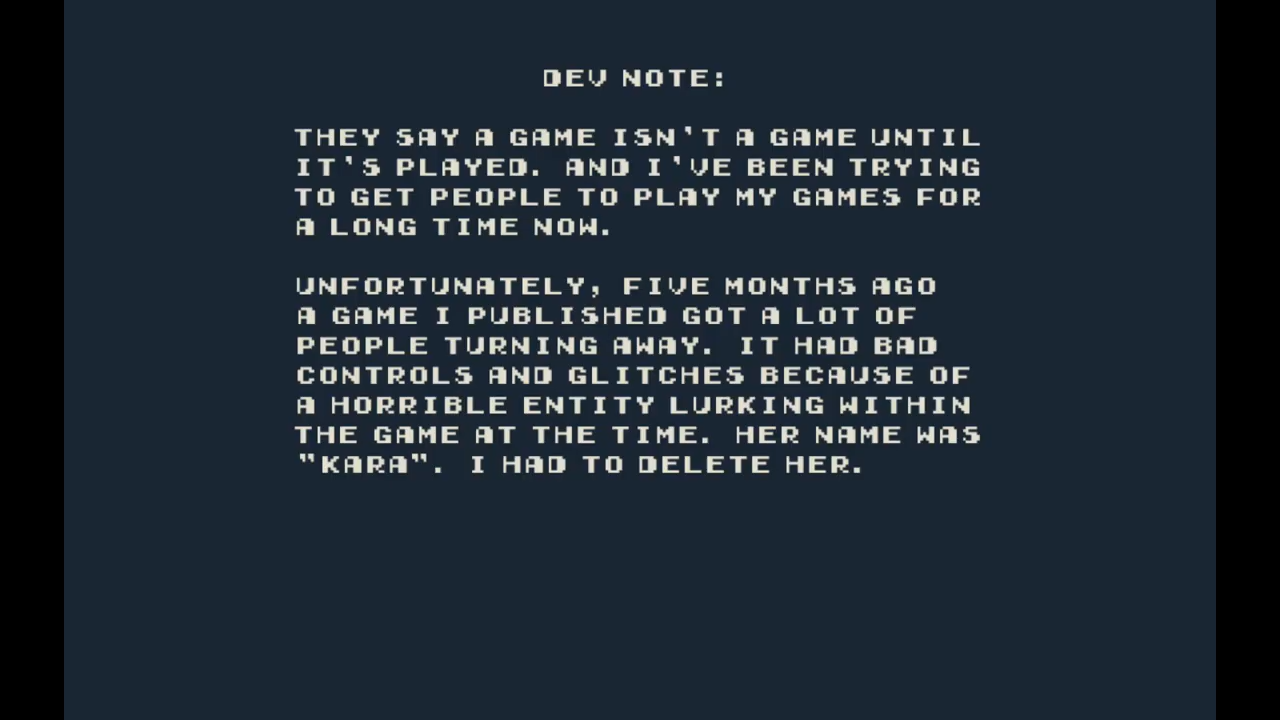 DEV NOTE:
THEY SAY A GAME ISN'T A GAME UNTIL
IT'S PLAYED. AND I'VE BEEN TRYING
TO GET PEOPLE TO PLAY MY GAMES FOR
A LONG TIME NOW.
UNFORTUNATELY, FIVE MONTHS AGO
A GAME I PUBLISHED GOT A LOT OF
PEOPLE TURNING AWAY. IT HAD BAD
CONTROLS AND GLITCHES BECAUSE OF
A HORRIBLE ENTITY LURKING WITHIN
THE GAME AT THE TIME. HER NAME WAS
"KARA". I HAD TO DELETE HER.